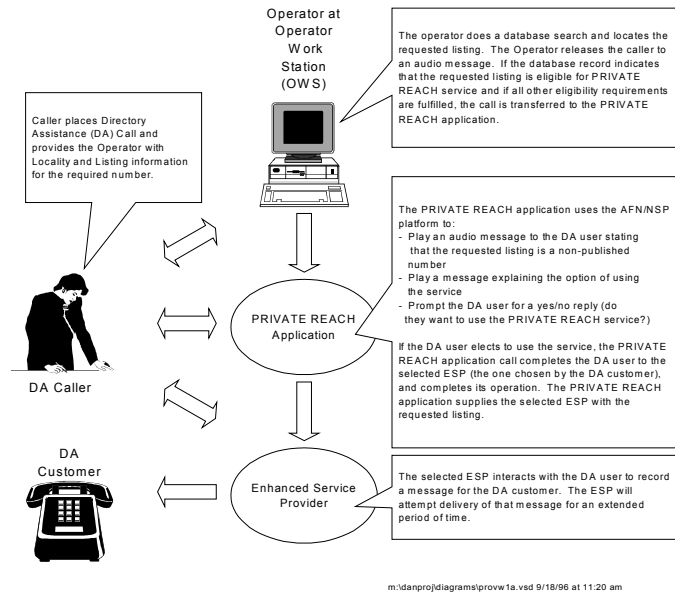 Operator at
Operator
Work
Station
(OWS)
The operator does a database search and locates the
requested listing. The Operator releases the caller to
an audio message. If the database record indicates
that the requested listing is eligible for PRIVATE
REACH service and if all other eligibility requirements
are fulfilled, the call is transferred to the PRIVATE
REACH application.
Caller places Directory
Assistance (DA) Call and
provides the Operator with
Locality and Listing information
for the required number.
The PRIVATE REACH application uses the AFN/NSP
platform to:
- Play an audio message to the DA user stating
that the requested listing is a non-published
number
- Play a message explaining the option of using
the service
- Prompt the DA user for a yes/no reply (do
they want to use the PRIVATE REACH service?)
If the DA user elects to use the service, the PRIVATE
REACH application call completes the DA user to the
selected ESP (the one chosen by the DA customer),
and completes its operation. The PRIVATE REACH
application supplies the selected ESP with the
requested listing.
PRIVATE REACH
Application
DA Caller
DA
Customer
Enhanced Service
Provider
The selected ESP interacts with the DA user to record
a message for the DA customer. The ESP will
attempt delivery of that message for an extended
period of time.
m:\danproj\diagrams\provw1a.vsd 9/18/96 at 11:20 am